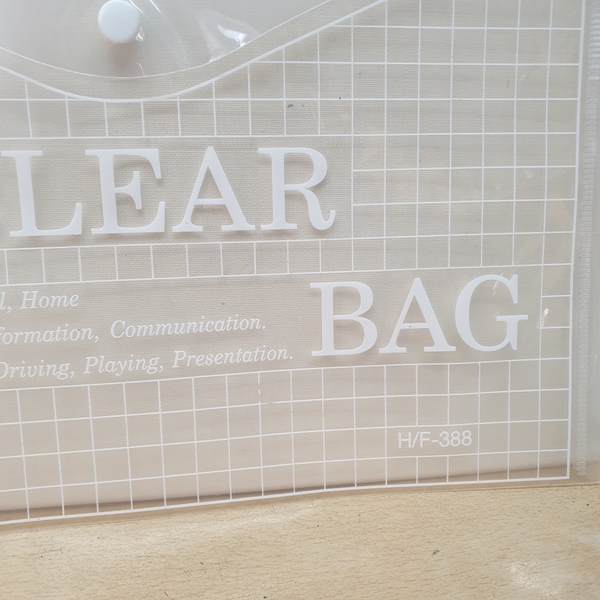 LEAR
l, Home
formation, Communication.
BAG
Driving, Playing, Presentation.
H/F-388